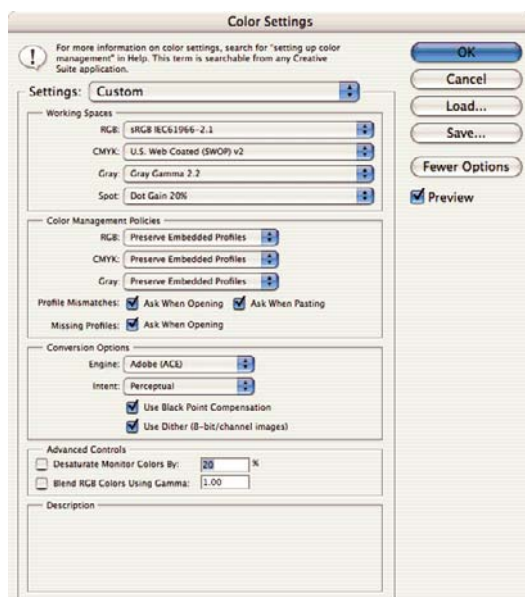 Color Settings
For more information on color settings, search for "setting up color
management" in Help. This term is searchable from any Creative
Suite application.
OK
Cancel
Load...
Save...
Fewer Options
Preview
Settings: Custom
Working Spaces
RGB: sRGB IEC61966-2.1
CMYK: U.S. Web Coated (SWOP) v2
Gray: Gray Gamma 2.2
Spot: Dot Gain 20%
Color Management Policies
RGB: Preserve Embedded Profiles
CMYK: Preserve Embedded Profiles
Gray: Preserve Embedded Profiles
Profile Mismatches: Ask When Opening Ask When Pasting
Missing Profiles: Ask When Opening
Conversion Options
Engine: Adobe (ACE)
Intent: Perceptual
Use Black Point Compensation
Use Dither (8-bit/channel images)
Advanced Controls
Desaturate Monitor Colors By: 20 %
Blend RGB Colors Using Gamma: 1.00
Description